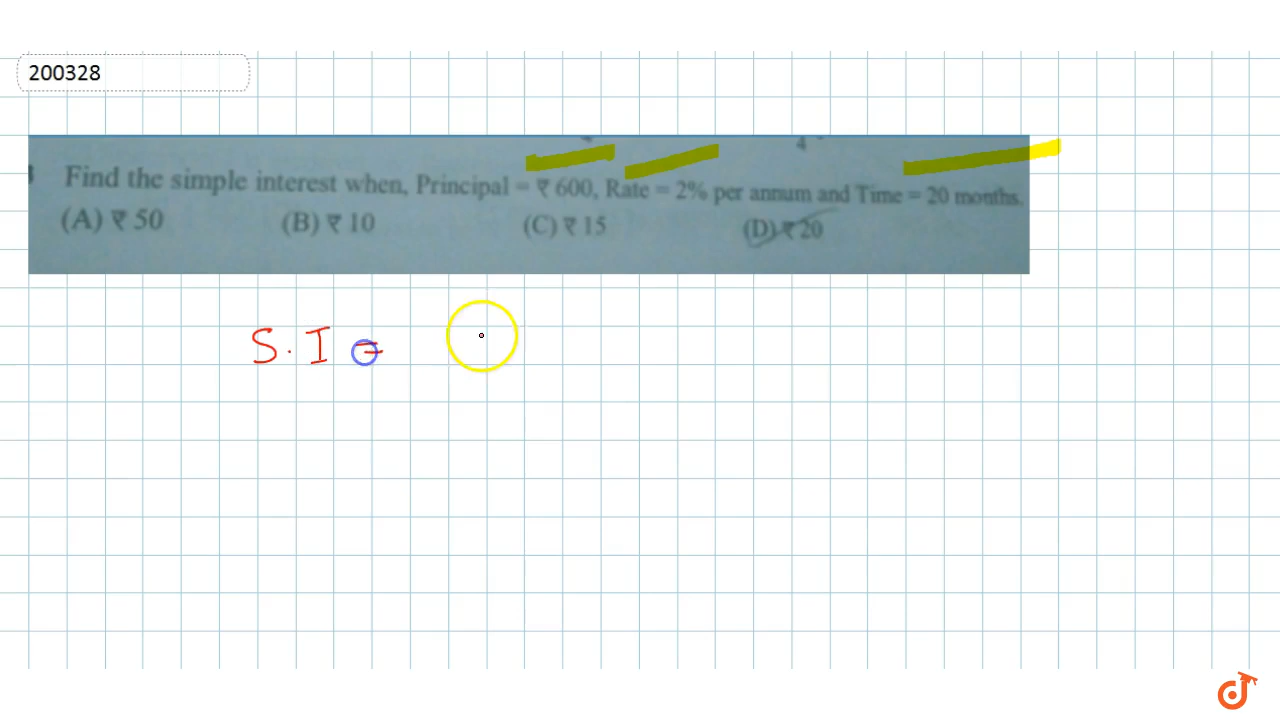 200328
Find the simple interest when, Principal = ₹ 600, Rate = 2% per annum and Time = 20 months.
(A) ₹ 50 (B) ₹ 10 (C) ₹ 15 (D) ₹ 20
S.I =